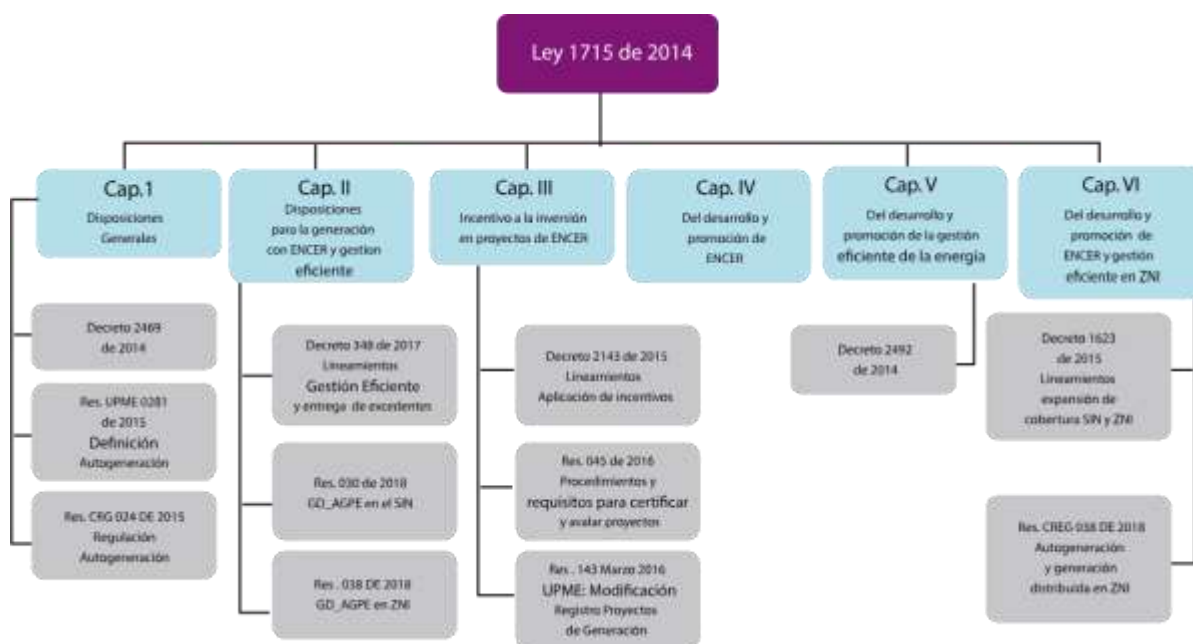 Ley 1715 de 2014
Cap.1
Disposiciones
Generales
Cap. II
Disposiciones
para la generación
con ENCER y gestion
eficiente
Cap. III
Incentivo a la inversión
en proyectos de ENCER
Cap. IV
Del desarrollo y
promoción de
ENCER
Cap. V
Del desarrollo y
promoción de la gestión
eficiente de la energía
Cap. VI
Del desarrollo y
promoción de
ENCER y gestión
eficiente en ZNI
Decreto 2469
de 2014
Res. UPME 0281
de 2015
Definición
Autogeneración
Res. CRG 024 DE 2015
Regulación
Autogeneración
Decreto 348 de 2017
Lineamientos
Gestión Eficiente
y entrega de excedentes
Res. 030 de 2018
GD_AGPE en el SIN
Res . 038 DE 2018
GD_AGPE en ZNI
Decreto 2143 de 2015
Lineamientos
Aplicación de incentivos
Res. 045 de 2016
Procedimientos y
requisitos para certificar
y avalar proyectos
Res . 143 Marzo 2016
UPME: Modificación
Registro Proyectos
de Generación
Decreto 2492
de 2014
Decreto 1623
de 2015
Lineamientos
expansión de
cobertura SIN y ZNI
Res. CREG 038 DE 2018
Autogeneración
y generación
distribuida en ZNI